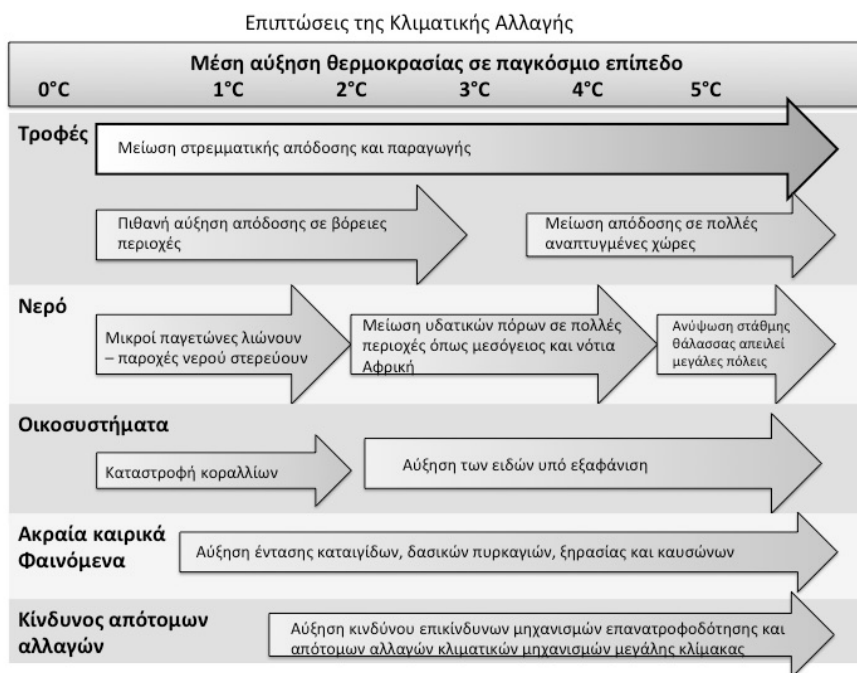 Επιπτώσεις της Κλιματικής Αλλαγής
Μέση αύξηση θερμοκρασίας σε παγκόσμιο επίπεδο
0°C 1°C 2°C 3°C 4°C 5°C
Τροφές
Μείωση στρεμματικής απόδοσης και παραγωγής
Πιθανή αύξηση απόδοσης σε βόρειες
περιοχές
Μείωση απόδοσης σε πολλές
αναπτυγμένες χώρες
Νερό
Μικροί παγετώνες λιώνουν
– παροχές νερού στερεύουν
Μείωση υδατικών πόρων σε πολλές
περιοχές όπως μεσόγειος και νότια
Αφρική
Ανύψωση στάθμης
θάλασσας απειλεί
μεγάλες πόλεις
Οικοσυστήματα
Καταστροφή κοραλλίων
Αύξηση των ειδών υπό εξαφάνιση
Ακραία καιρικά
Φαινόμενα
Αύξηση έντασης καταιγίδων, δασικών πυρκαγιών, ξηρασίας και καυσώνων
Κίνδυνος απότομων
αλλαγών
Αύξηση κινδύνου επικίνδυνων μηχανισμών επανατροφοδότησης και
απότομων αλλαγών κλιματικών μηχανισμών μεγάλης κλίμακας